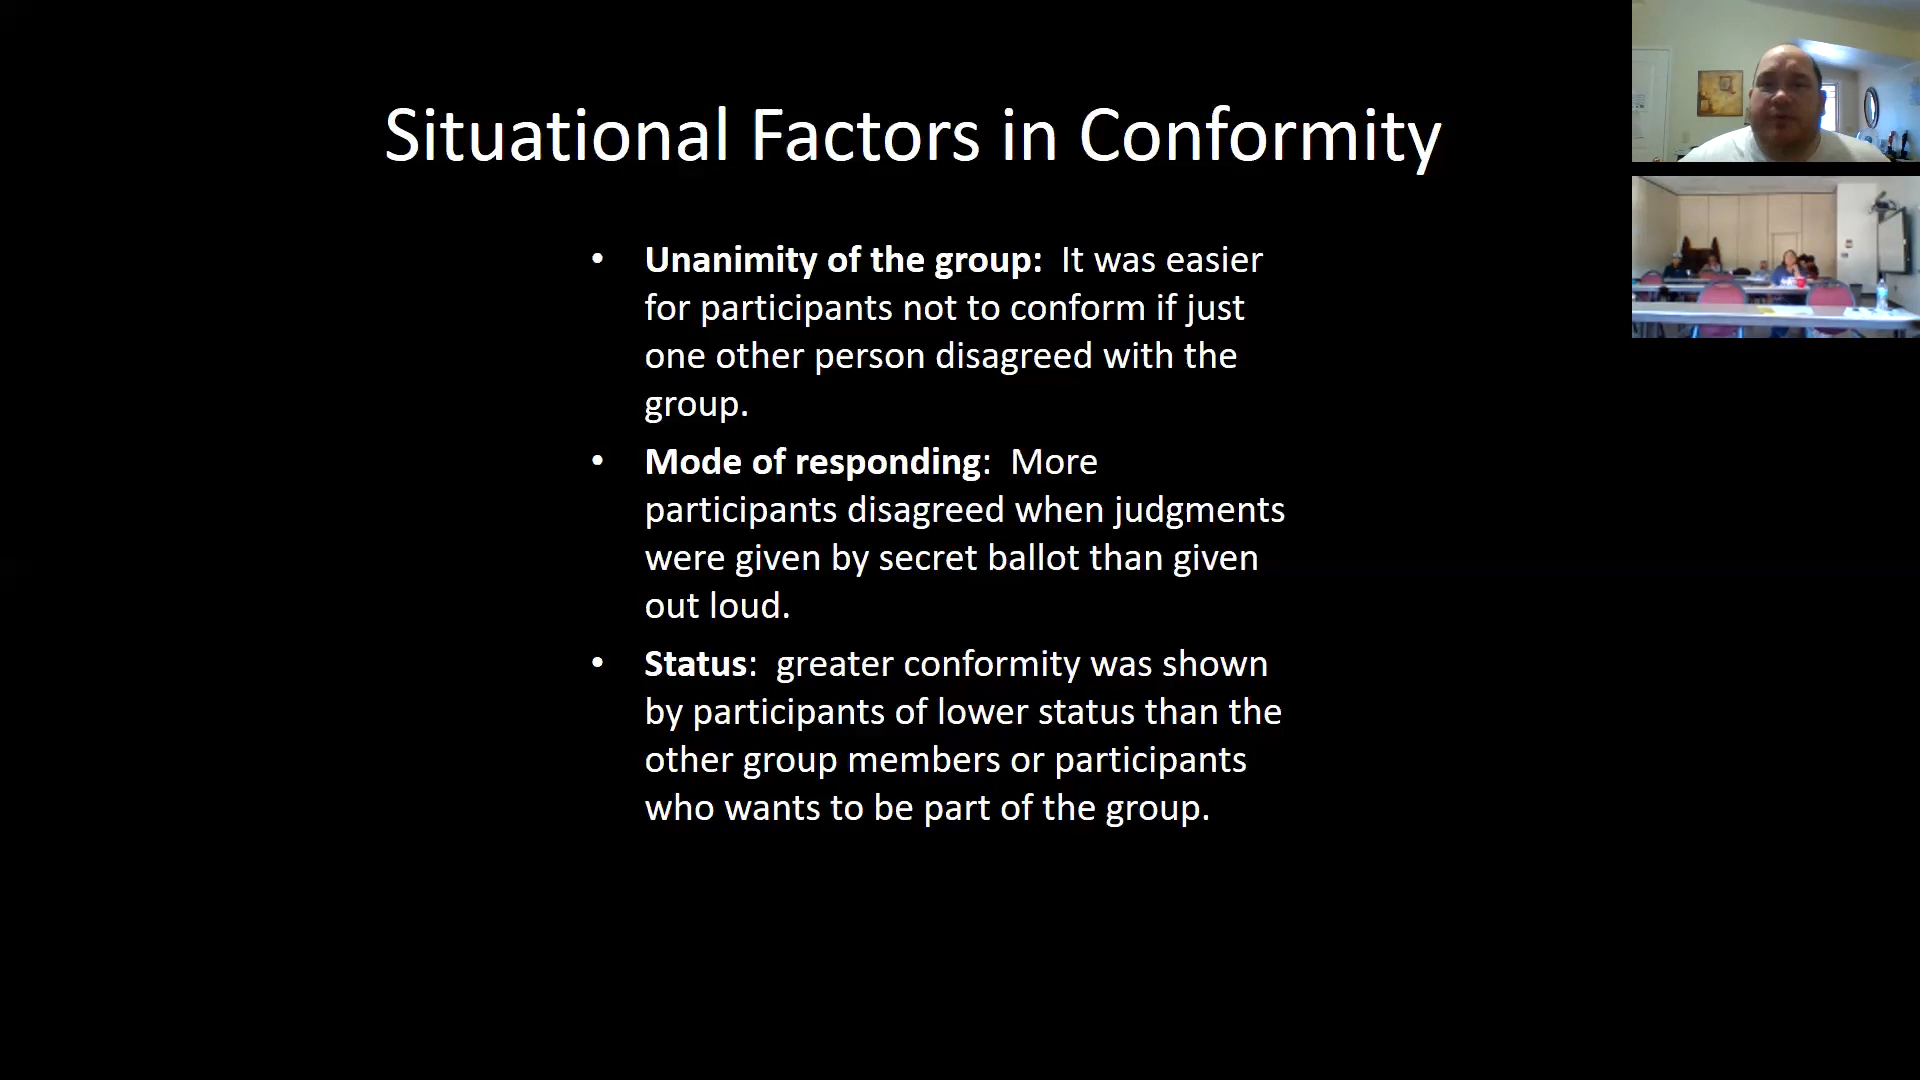 Situational Factors in Conformity
• Unanimity of the group:  It was easier
for participants not to conform if just
one other person disagreed with the
group.
• Mode of responding:  More
participants disagreed when judgments
were given by secret ballot than given
out loud.
• Status:  greater conformity was shown
by participants of lower status than the
other group members or participants
who wants to be part of the group.